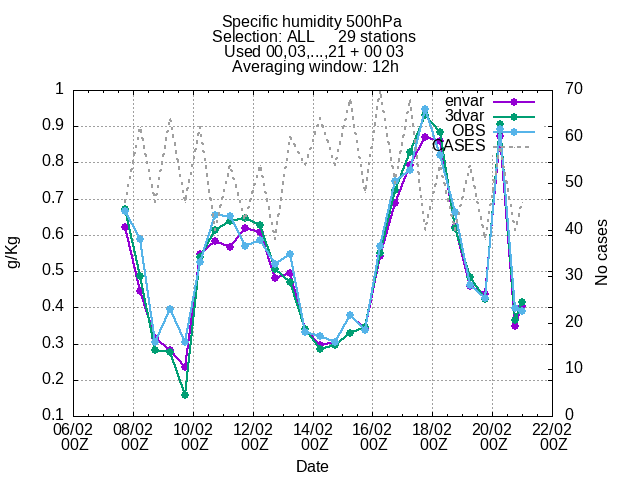 Specific humidity 500hPa
Selection: ALL 29 stations
Used 00,03,...,21 + 00 03
Averaging window: 12h
envar
3dvar
OBS
CASES
1
0.9
0.8
0.7
0.6
0.5
0.4
0.3
0.2
0.1
g/Kg
70
60
50
40
30
20
10
0
No cases
06/02 08/02 10/02 12/02 14/02 16/02 18/02 20/02 22/02
00Z 00Z 00Z 00Z 00Z 00Z 00Z 00Z 00Z
Date